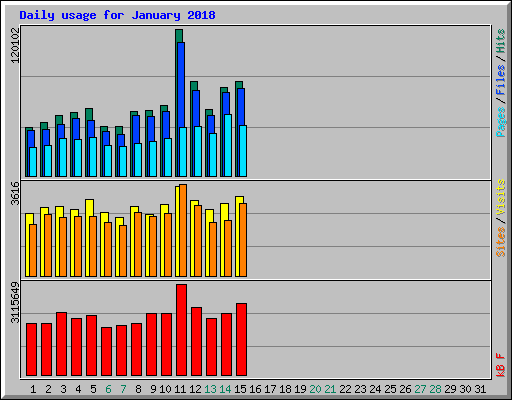 Daily usage for January 2018
120102
Pages/Files/Hits
3616
Sites/Visits
3115649
kB F
1 2 3 4 5 6 7 8 9 10 11 12 13 14 15 16 17 18 19 20 21 22 23 24 25 26 27 28 29 30 31